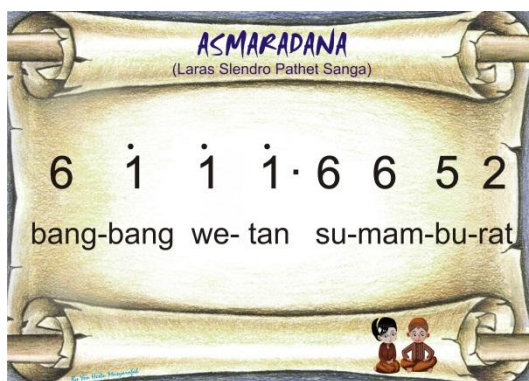 ASMARADANA
(Laras Slendro Pathet Sanga)
6 1̇ 1̇ 1̇· 6 6 5 2
bang-bang we- tan su-mam-bu-rat